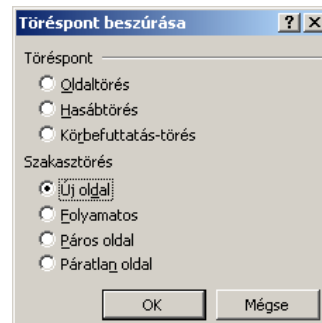 Töréspont beszúrása
Töréspont
Oldaltörés
Hasábtörés
Körbefuttatás-törés
Szakasztörés
Új oldal
Folyamatos
Páros oldal
Páratlan oldal
OK Mégse